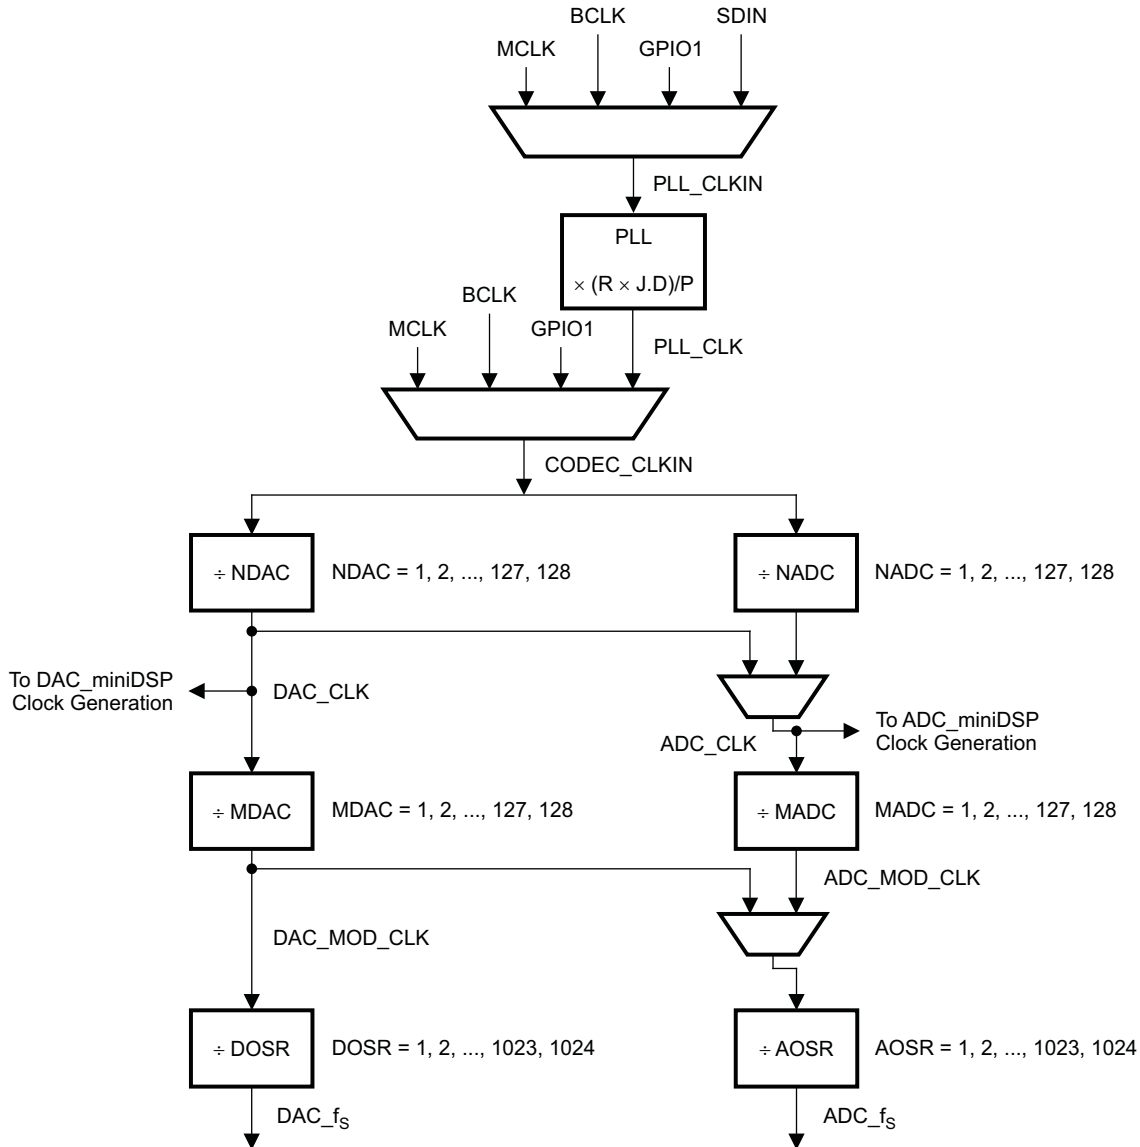 BCLK SDIN
MCLK GPIO1
PLL_CLKIN
PLL
× (R × J.D)/P
BCLK
MCLK GPIO1
PLL_CLK
CODEC_CLKIN
÷ NDAC NDAC = 1, 2, ..., 127, 128
÷ NADC NADC = 1, 2, ..., 127, 128
To DAC_miniDSP
Clock Generation
DAC_CLK
To ADC_miniDSP
Clock Generation
ADC_CLK
÷ MDAC MDAC = 1, 2, ..., 127, 128
÷ MADC MADC = 1, 2, ..., 127, 128
ADC_MOD_CLK
DAC_MOD_CLK
÷ DOSR DOSR = 1, 2, ..., 1023, 1024
÷ AOSR AOSR = 1, 2, ..., 1023, 1024
DAC_fS
ADC_fS